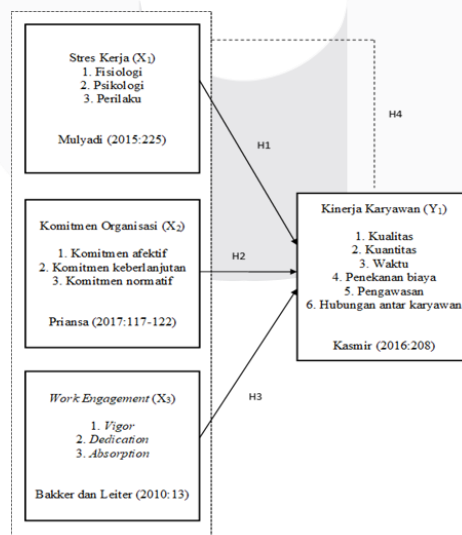 Stres Kerja (X1)
1. Fisiologi
2. Psikologi
3. Perilaku
Mulyadi (2015:225)
H1
H4
Komitmen Organisasi (X2)
1. Komitmen afektif
2. Komitmen keberlanjutan
3. Komitmen normatif
Priansa (2017:117-122)
H2
Kinerja Karyawan (Y1)
1. Kualitas
2. Kuantitas
3. Waktu
4. Penekanan biaya
5. Pengawasan
6. Hubungan antar karyawan
Kasmir (2016:208)
Work Engagement (X3)
1. Vigor
2. Dedication
3. Absorption
Bakker dan Leiter (2010:13)
H3